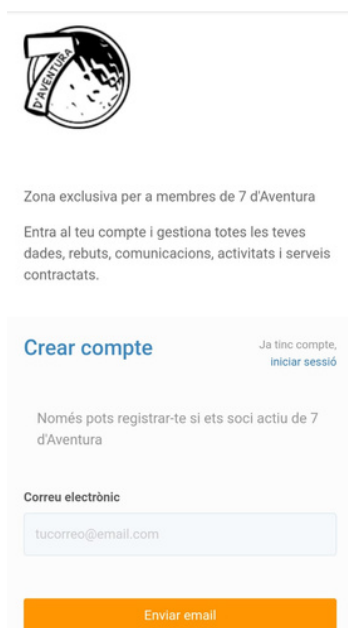 7
D'AVENTURA
Zona exclusiva per a membres de 7 d'Aventura
Entra al teu compte i gestiona totes les teves
dades, rebuts, comunicacions, activitats i serveis
contractats.
Crear compte
Ja tinc compte,
iniciar sessió
Només pots registrar-te si ets soci actiu de 7
d'Aventura
Correu electrònic
tucorreo@email.com
Enviar email